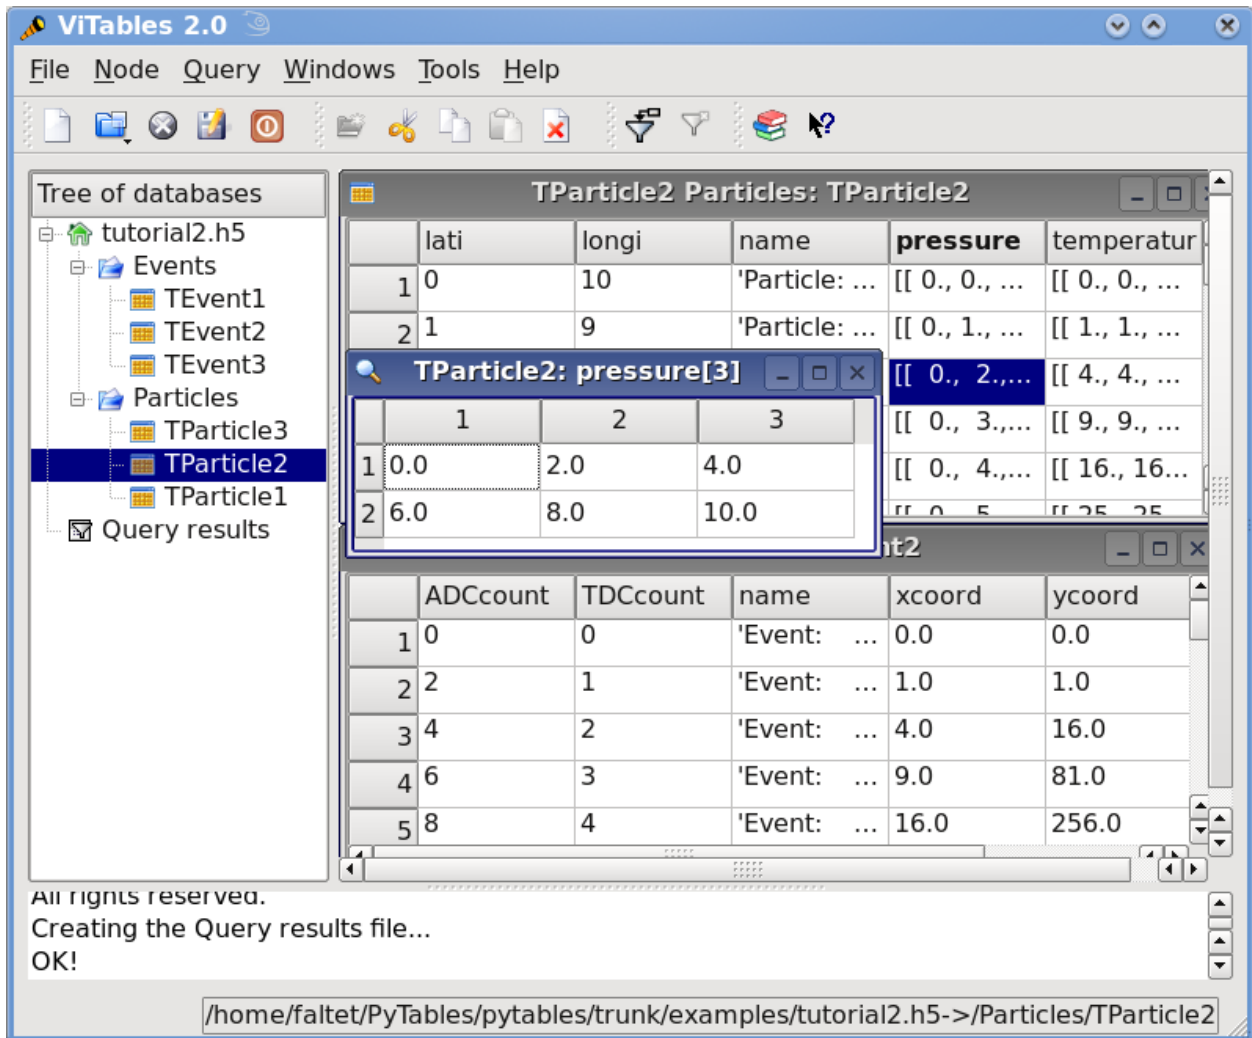 ViTables 2.0
File Node Query Windows Tools Help
Tree of databases
tutorial2.h5
Events
TEvent1
TEvent2
TEvent3
Particles
TParticle3
TParticle2
TParticle1
Query results
TParticle2 Particles: TParticle2
lati longi name pressure temperatur
1 0 10 'Particle: ... [[ 0., 0., ... [[ 0., 0., ...
2 1 9 'Particle: ... [[ 0., 1., ... [[ 1., 1., ...
[[ 0., 2.,... [[ 4., 4., ...
[[ 0., 3.,... [[ 9., 9., ...
[[ 0., 4.,... [[ 16., 16...
TParticle2: pressure[3]
1 2 3
1 0.0 2.0 4.0
2 6.0 8.0 10.0
nt2
ADCcount TDCcount name xcoord ycoord
1 0 0 'Event: ... 0.0 0.0
2 2 1 'Event: ... 1.0 1.0
3 4 2 'Event: ... 4.0 16.0
4 6 3 'Event: ... 9.0 81.0
5 8 4 'Event: ... 16.0 256.0
All rights reserved.
Creating the Query results file...
OK!
/home/faltet/PyTables/pytables/trunk/examples/tutorial2.h5->/Particles/TParticle2